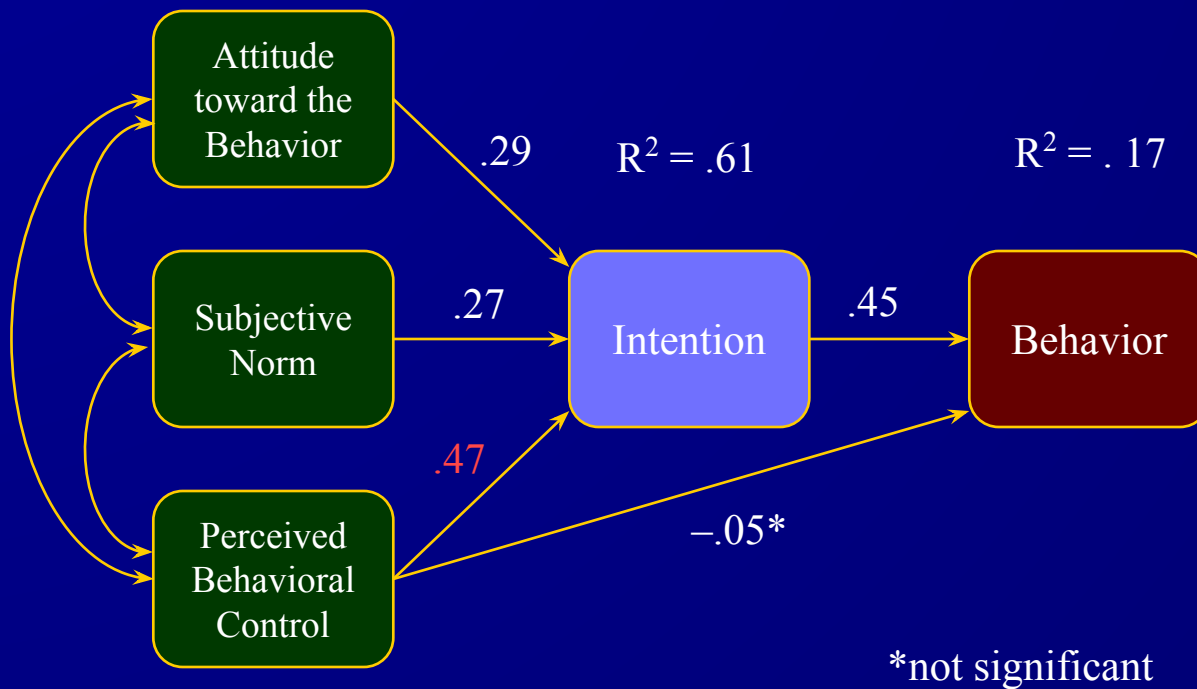 Attitude
toward the
Behavior
.29
R² = .61
R² = . 17
Subjective
Norm
.27
Intention
.45
Behavior
.47
–.05*
Perceived
Behavioral
Control
*not significant